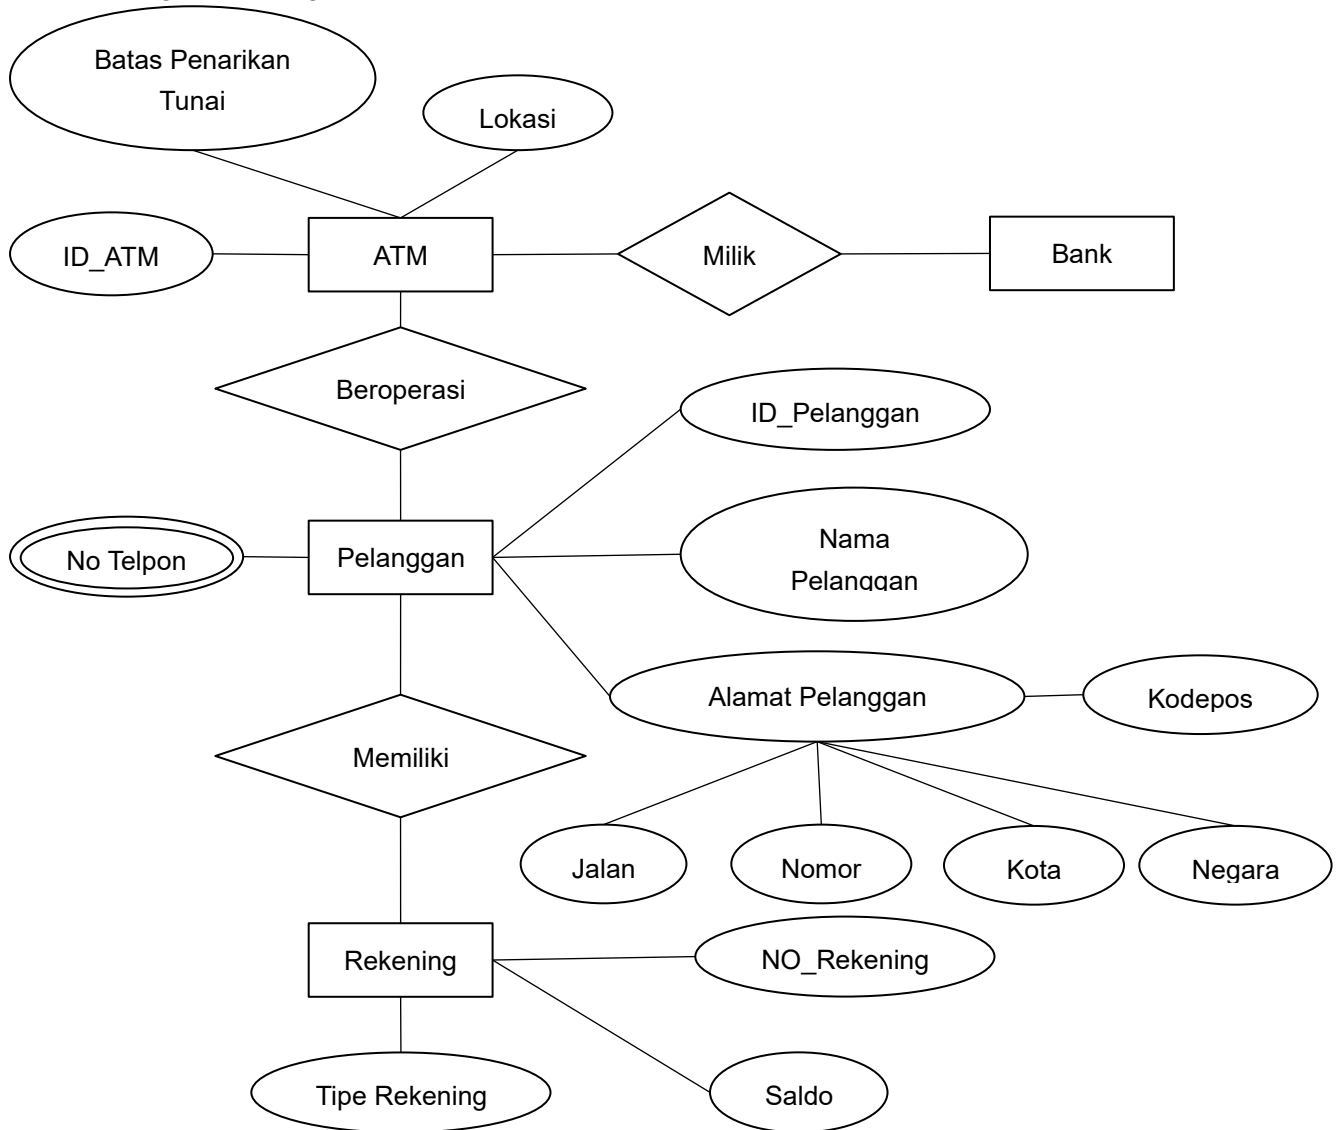 Batas Penarikan
Tunai
Lokasi
ID_ATM
ATM
Milik
Bank
Beroperasi
ID_Pelanggan
No Telpon
Pelanggan
Nama
Pelanggan
Alamat Pelanggan
Kodepos
Memiliki
Jalan
Nomor
Kota
Negara
Rekening
NO_Rekening
Tipe Rekening
Saldo